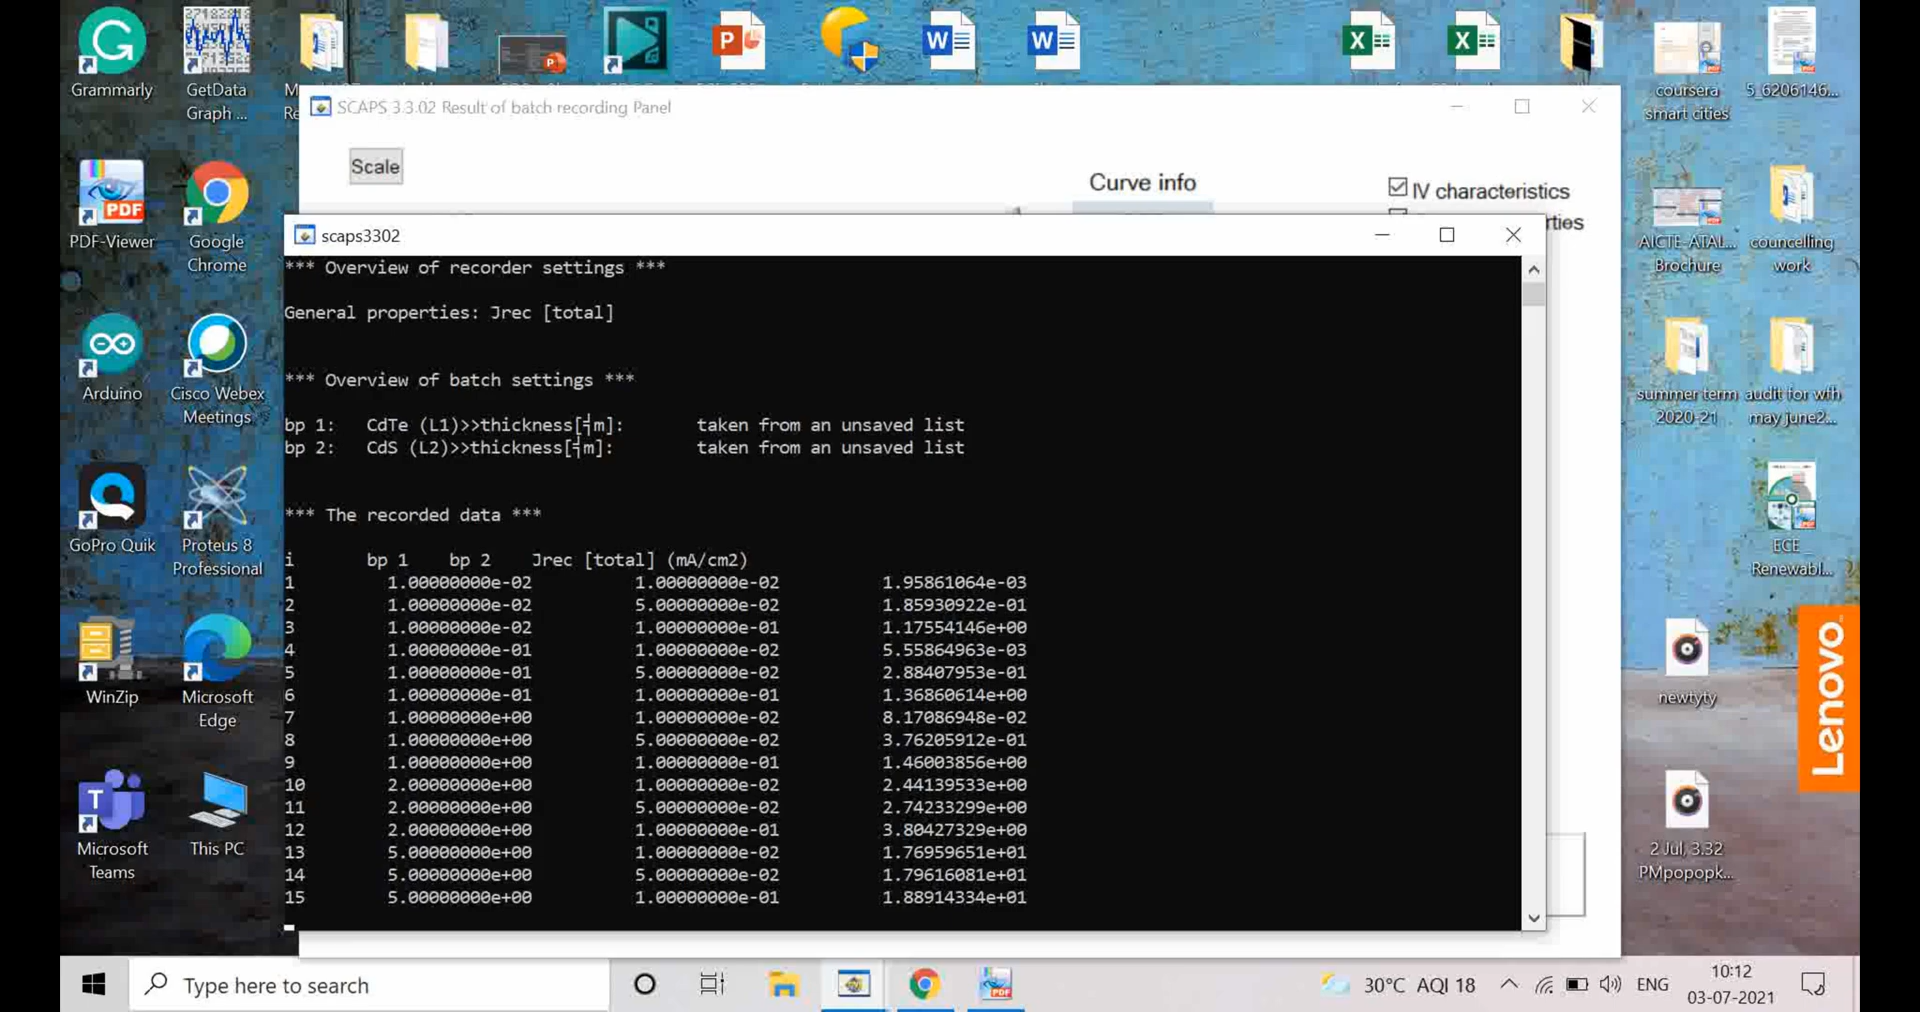 Grammarly
GetData
Graph ...
coursera
smart cities
5_6206146...
SCAPS 3.3.02 Result of batch recording Panel
Scale
Curve info
IV characteristics
scaps3302
*** Overview of recorder settings ***
General properties: Jrec [total]
*** Overview of batch settings ***
bp 1: CdTe (L1)>>thickness[╡m]: taken from an unsaved list
bp 2: CdS (L2)>>thickness[╡m]: taken from an unsaved list
*** The recorded data ***
i bp 1 bp 2 Jrec [total] (mA/cm2)
1 1.00000000e-02 1.00000000e-02 1.95861064e-03
2 1.00000000e-02 5.00000000e-02 1.85930922e-01
3 1.00000000e-02 1.00000000e-01 1.17554146e+00
4 1.00000000e-01 1.00000000e-02 5.55864963e-03
5 1.00000000e-01 5.00000000e-02 2.88407953e-01
6 1.00000000e-01 1.00000000e-01 1.36860614e+00
7 1.00000000e+00 1.00000000e-02 8.17086948e-02
8 1.00000000e+00 5.00000000e-02 3.76205912e-01
9 1.00000000e+00 1.00000000e-01 1.46003856e+00
10 2.00000000e+00 1.00000000e-02 2.44139533e+00
11 2.00000000e+00 5.00000000e-02 2.74233299e+00
12 2.00000000e+00 1.00000000e-01 3.80427329e+00
13 5.00000000e+00 1.00000000e-02 1.76959651e+01
14 5.00000000e+00 5.00000000e-02 1.79616081e+01
15 5.00000000e+00 1.00000000e-01 1.88914334e+01
PDF-Viewer
Google
Chrome
Arduino
Cisco Webex
Meetings
GoPro Quik
Proteus 8
Professional
WinZip
Microsoft
Edge
Microsoft
Teams
This PC
AICTE-ATAL...
Brochure
councelling
work
summer term
2020-21
audit for wfh
may june2...
ECE_
Renewabl...
newtyty
Lenovo
2 Jul, 3.32
PMpopopk...
Type here to search
30°C AQI 18
ENG
10:12
03-07-2021